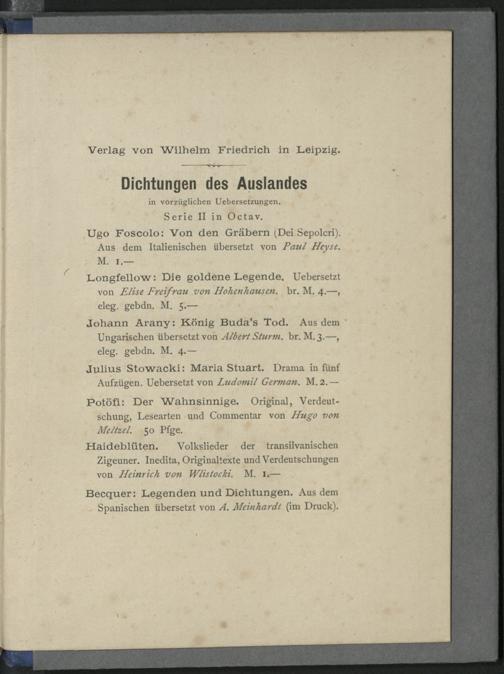 Verlag von Wilhelm Friedrich in Leipzig.
Dichtungen des Auslandes
in vorzüglichen Uebersetzungen.
Serie II in Octav.
Ugo Foscolo: Von den Gräbern (Dei Sepolcri).
Aus dem Italienischen übersetzt von Paul Heyse.
M. 1.—
Longfellow: Die goldene Legende. Uebersetzt
von Elise Freifrau von Hohenhausen. br. M. 4.—,
eleg. gebdn. M. 5.—
Johann Arany: König Buda's Tod. Aus dem
Ungarischen übersetzt von Albert Sturm. br. M. 3.—,
eleg. gebdn. M. 4.—
Julius Stowacki: Maria Stuart. Drama in fünf
Aufzügen. Uebersetzt von Ludomil German. M. 2.—
Potöfi: Der Wahnsinnige. Original, Verdeut-
schung, Lesearten und Commentar von Hugo von
Meltzel. 50 Pfge.
Haideblüten. Volkslieder der transilvanischen
Zigeuner. Inedita, Originaltexte und Verdeutschungen
von Heinrich von Wlistocki. M. 1.—
Becquer: Legenden und Dichtungen. Aus dem
Spanischen übersetzt von A. Meinhardt (im Druck).